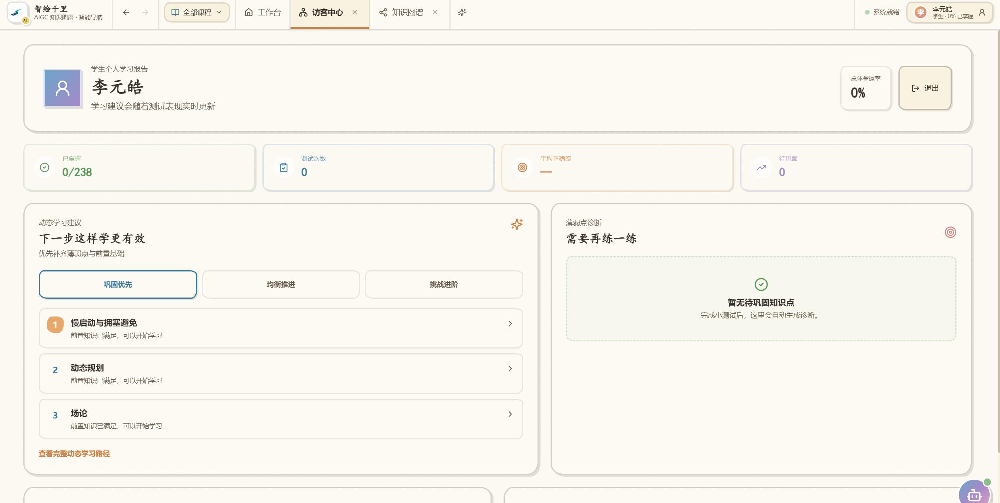 智绘千里
AIGC 知识图谱 · 智能导航
AI
全部课程
工作台
访客中心
知识图谱
系统就绪
李
李元皓
学生 · 0% 已掌握
学生个人学习报告
李元皓
学习建议会随着测试表现实时更新
总体掌握率
0%
退出
已掌握
0/238
测试次数
0
平均正确率
—
待巩固
0
动态学习建议
下一步这样学更有效
优先补齐薄弱点与前置基础
巩固优先
均衡推进
挑战进阶
1
慢启动与拥塞避免
前置知识已满足，可以开始学习
2
动态规划
前置知识已满足，可以开始学习
3
场论
前置知识已满足，可以开始学习
查看完整动态学习路径
薄弱点诊断
需要再练一练
暂无待巩固知识点
完成小测试后，这里会自动生成诊断。